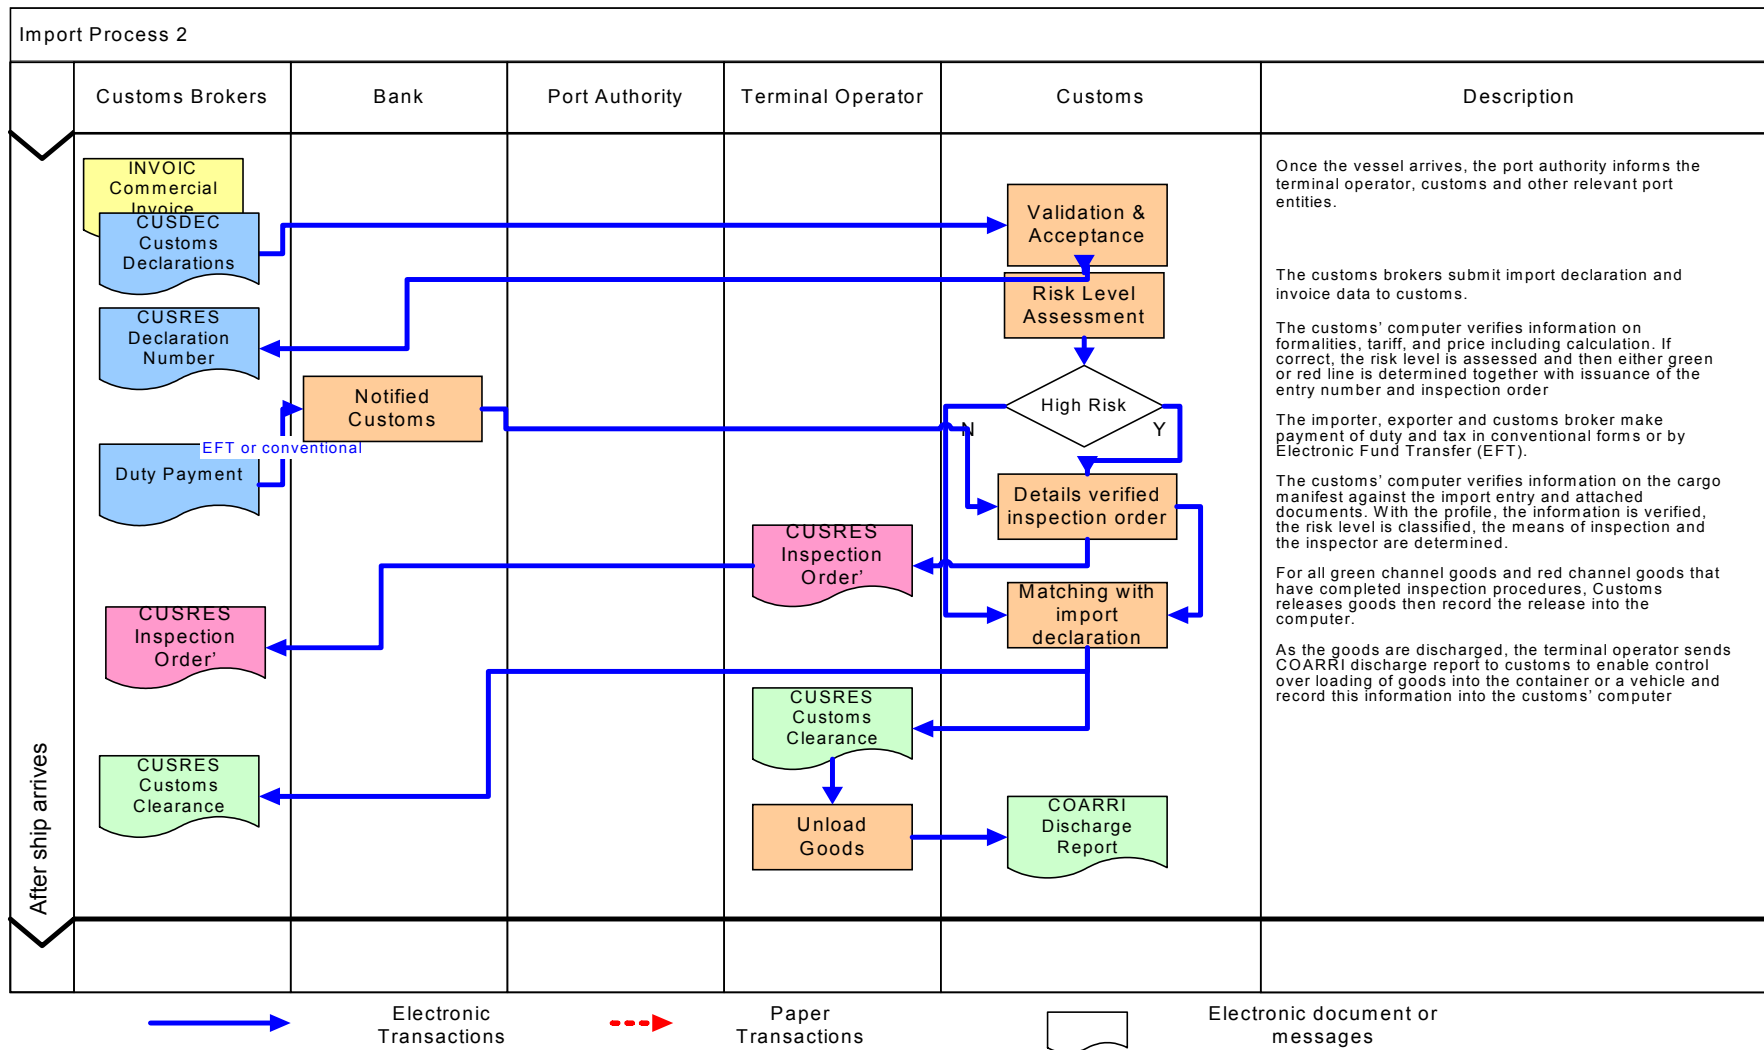 Import Process 2
Customs Brokers
Bank
Port Authority
Terminal Operator
Customs
Description
After ship arrives
INVOIC
Commercial
Invoice
CUSDEC
Customs
Declarations
CUSRES
Declaration
Number
Duty Payment
EFT or conventional
Notified
Customs
CUSRES
Inspection
Order'
CUSRES
Customs
Clearance
CUSRES
Inspection
Order'
CUSRES
Customs
Clearance
Unload
Goods
Validation &
Acceptance
Risk Level
Assessment
High Risk
N
Y
Details verified
inspection order
Matching with
import
declaration
COARRI
Discharge
Report
Once the vessel arrives, the port authority informs the
terminal operator, customs and other relevant port
entities.
The customs brokers submit import declaration and
invoice data to customs.
The customs' computer verifies information on
formalities, tariff, and price including calculation. If
correct, the risk level is assessed and then either green
or red line is determined together with issuance of the
entry number and inspection order
The importer, exporter and customs broker make
payment of duty and tax in conventional forms or by
Electronic Fund Transfer (EFT).
The customs' computer verifies information on the cargo
manifest against the import entry and attached
documents. With the profile, the information is verified,
the risk level is classified, the means of inspection and
the inspector are determined.
For all green channel goods and red channel goods that
have completed inspection procedures, Customs
releases goods then record the release into the
computer.
As the goods are discharged, the terminal operator sends
COARRI discharge report to customs to enable control
over loading of goods into the container or a vehicle and
record this information into the customs' computer
Electronic
Transactions
Paper
Transactions
Electronic document or
messages